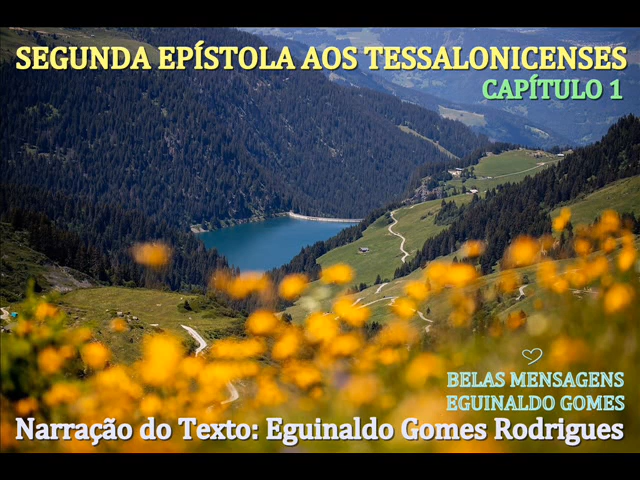 SEGUNDA EPÍSTOLA AOS TESSALONICENSES
CAPÍTULO 1
BELAS MENSAGENS
EGUINALDO GOMES
Narração do Texto: Eguinaldo Gomes Rodrigues